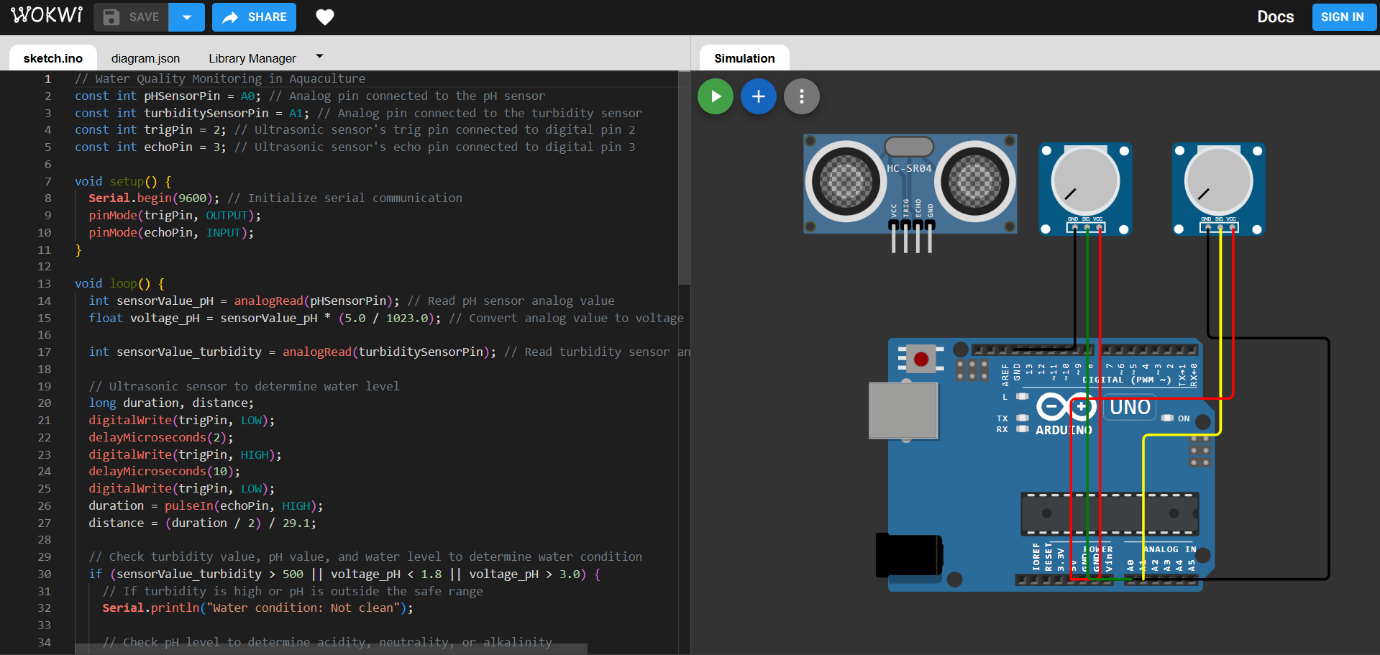 WOKWI SAVE SHARE Docs SIGN IN
sketch.ino diagram.json Library Manager Simulation
1 // Water Quality Monitoring in Aquaculture
2 const int pHSensorPin = A0; // Analog pin connected to the pH sensor
3 const int turbiditySensorPin = A1; // Analog pin connected to the turbidity sensor
4 const int trigPin = 2; // Ultrasonic sensor's trig pin connected to digital pin 2
5 const int echoPin = 3; // Ultrasonic sensor's echo pin connected to digital pin 3
6
7 void setup() {
8 Serial.begin(9600); // Initialize serial communication
9 pinMode(trigPin, OUTPUT);
10 pinMode(echoPin, INPUT);
11 }
12
13 void loop() {
14 int sensorValue_pH = analogRead(pHSensorPin); // Read pH sensor analog value
15 float voltage_pH = sensorValue_pH * (5.0 / 1023.0); // Convert analog value to voltage
16
17 int sensorValue_turbidity = analogRead(turbiditySensorPin); // Read turbidity sensor an
18
19 // Ultrasonic sensor to determine water level
20 long duration, distance;
21 digitalWrite(trigPin, LOW);
22 delayMicroseconds(2);
23 digitalWrite(trigPin, HIGH);
24 delayMicroseconds(10);
25 digitalWrite(trigPin, LOW);
26 duration = pulseIn(echoPin, HIGH);
27 distance = (duration / 2) / 29.1;
28
29 // Check turbidity value, pH value, and water level to determine water condition
30 if (sensorValue_turbidity > 500 || voltage_pH < 1.8 || voltage_pH > 3.0) {
31 // If turbidity is high or pH is outside the safe range
32 Serial.println("Water condition: Not clean");
33
34 // Check pH level to determine acidity, neutrality, or alkalinity
HC-SR04
VCC TRIG ECHO GND
GND SIG VCC
GND SIG VCC
AREF GND 13 12 ~11 ~10 ~9 8 7 ~6 ~5 4 ~3 2 TX→1 RX←0
DIGITAL (PWM ~)
L
TX
RX
UNO
ON
ARDUINO
POWER ANALOG IN
IOREF RESET 3.3V 5V GND GND Vin A0 A1 A2 A3 A4 A5